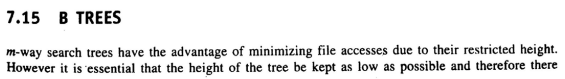 7.15 B TREES
m-way search trees have the advantage of minimizing file accesses due to their restricted height.
However it is essential that the height of the tree be kept as low as possible and therefore there